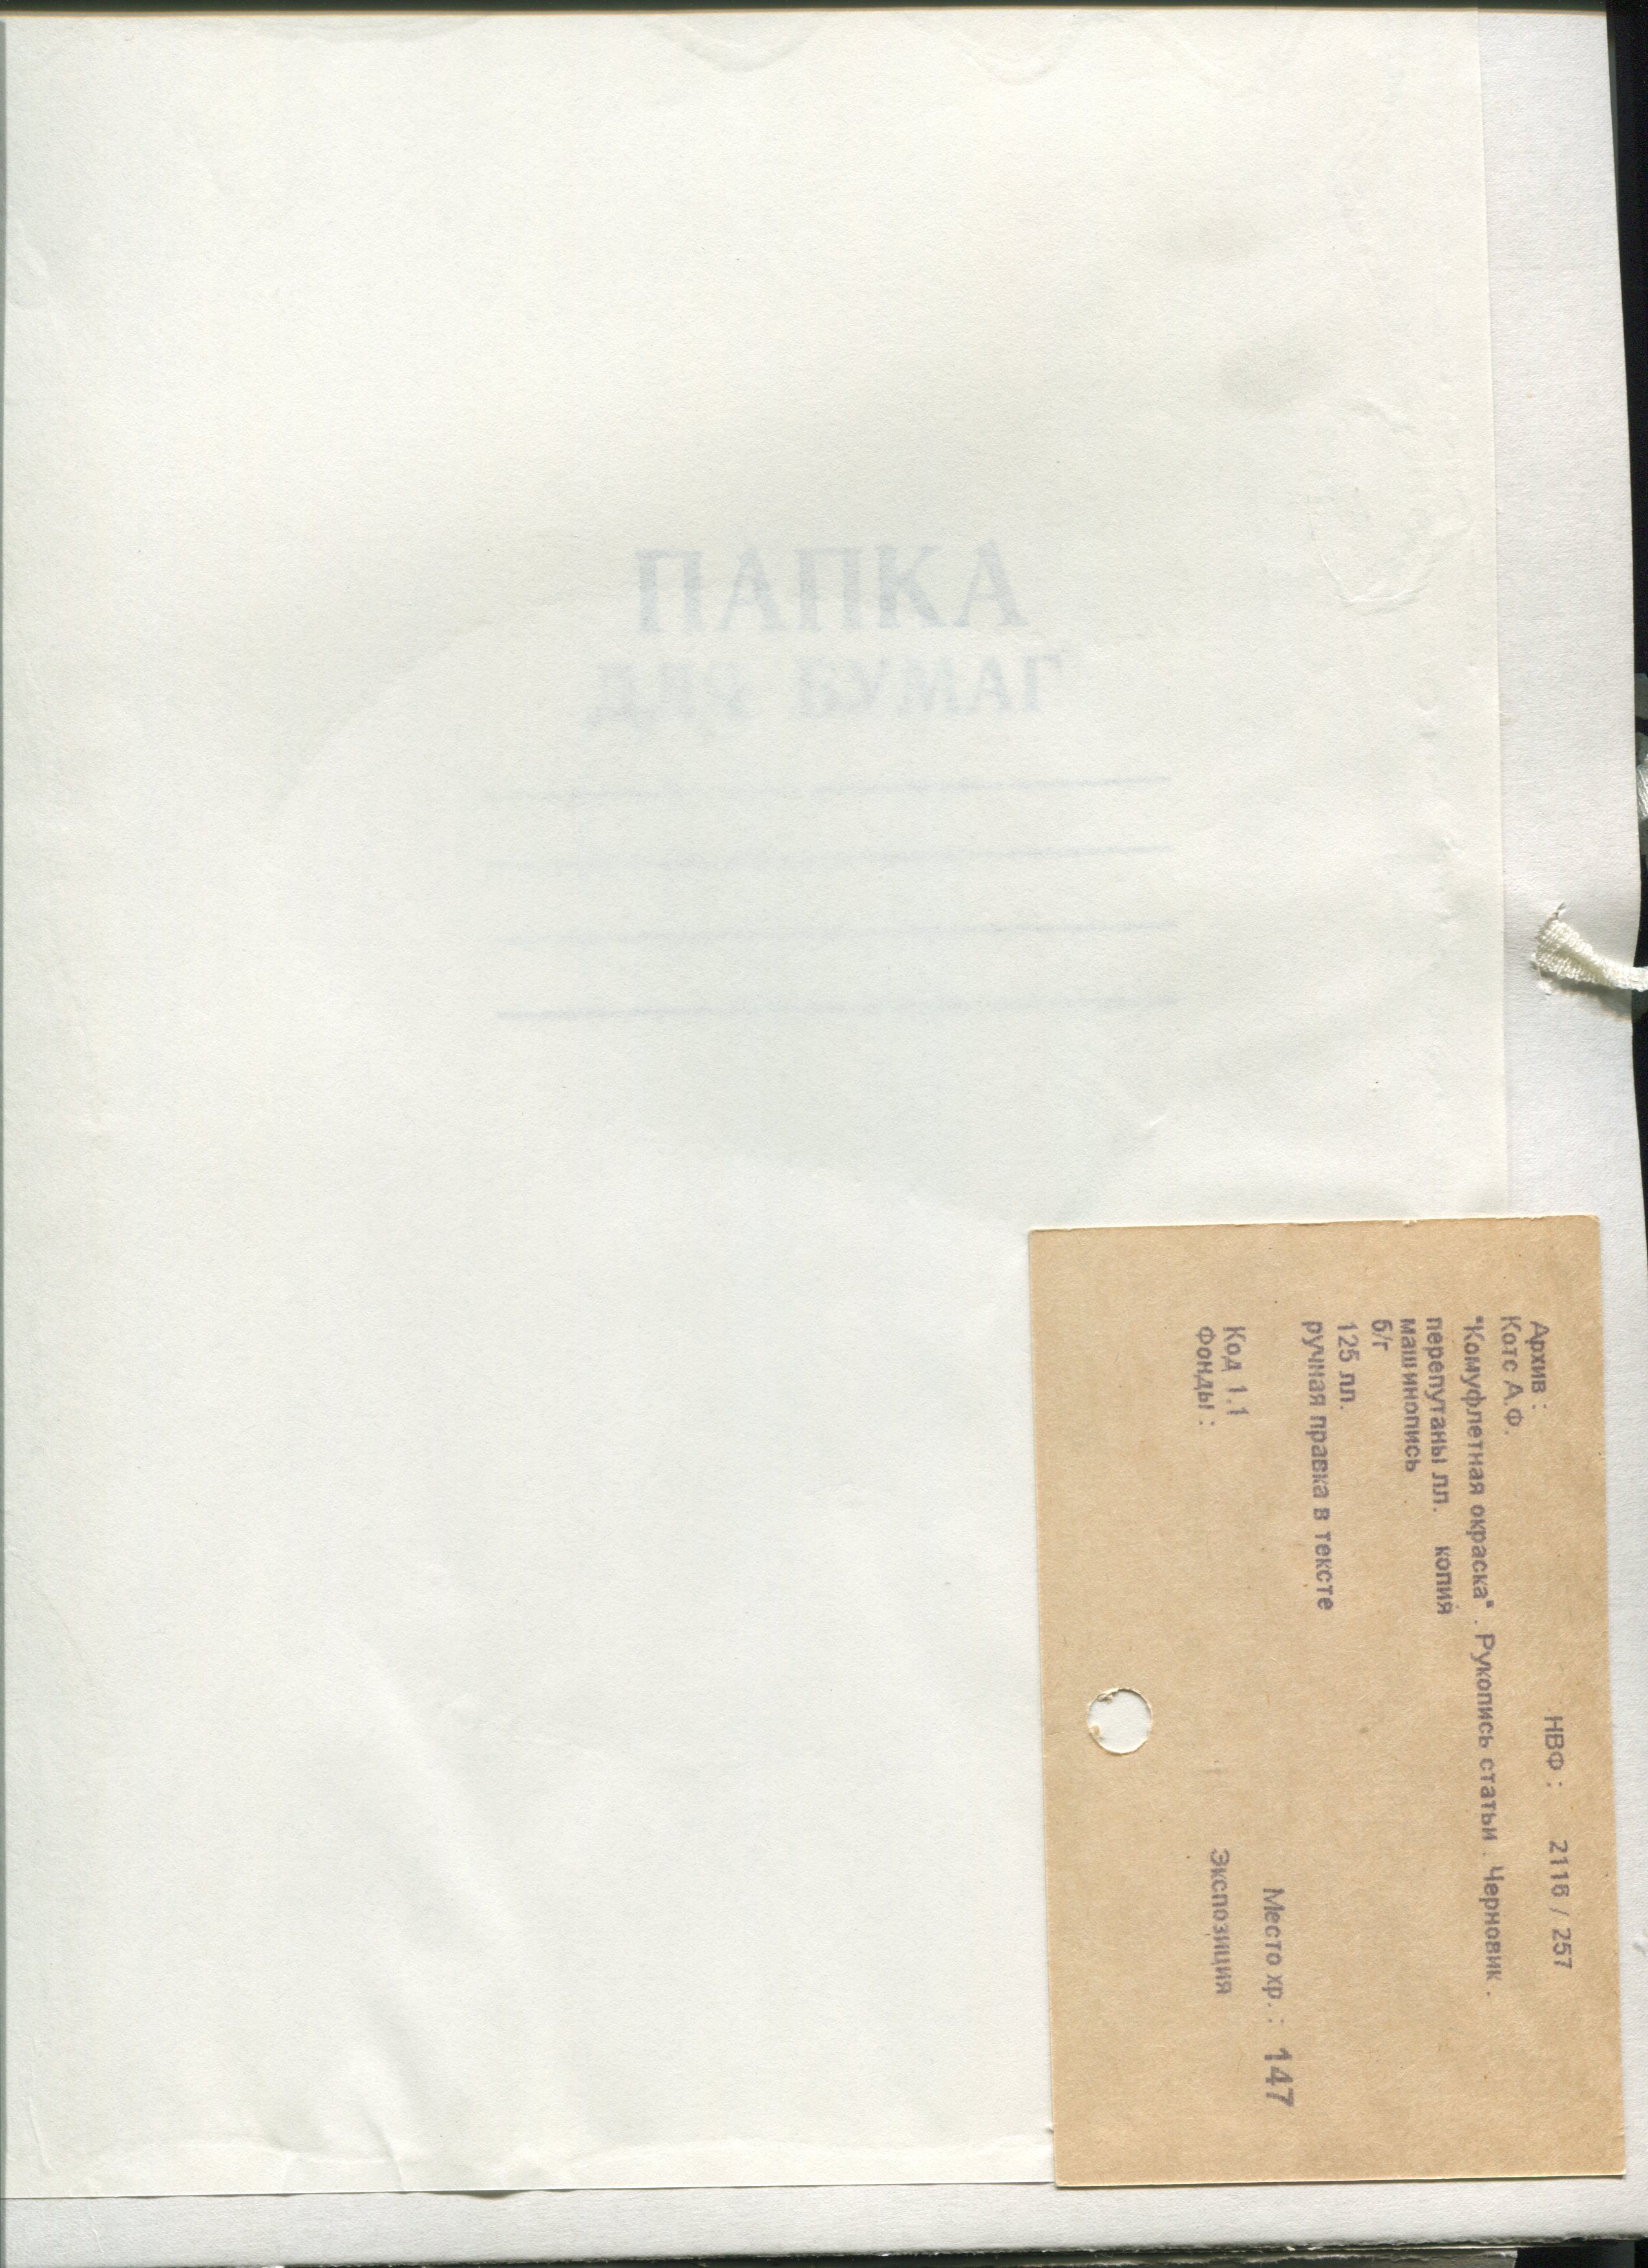 ПАПКА
ДЛЯ БУМАГ
Архив : НВФ : 2116 / 257
Котс А.Ф.
"Комуфлетная окраска" . Рукопись статьи . Черновик .
перепутаны лл. копия
машинопись
б/г
125 лл.
ручная правка в тексте
Место хр. : 147
Код 1.1
Фонды : Экспозиция